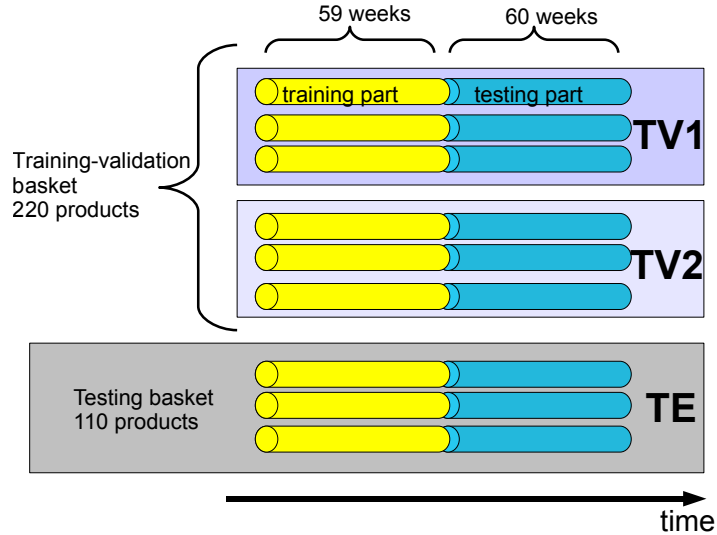 59 weeks
60 weeks
training part
testing part
TV1
Training-validation
basket
220 products
TV2
Testing basket
110 products
TE
time